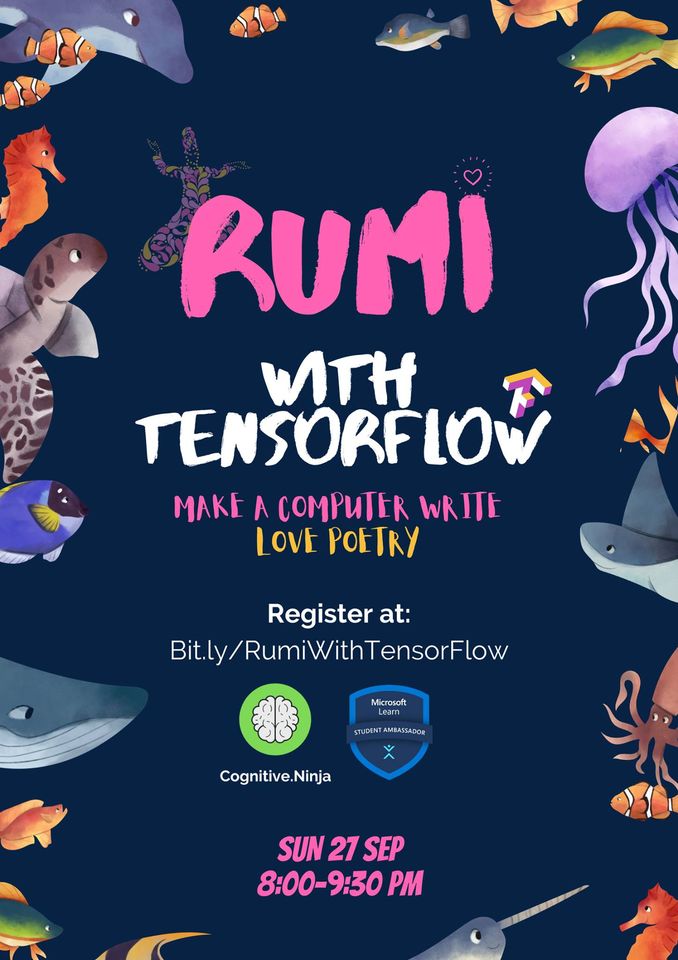 RUMI
WITH
TENSORFLOW
MAKE A COMPUTER WRITE
LOVE POETRY
Register at:
Bit.ly/RumiWithTensorFlow
Microsoft
Learn
STUDENT AMBASSADOR
Cognitive.Ninja
SUN 27 SEP
8:00-9:30 PM